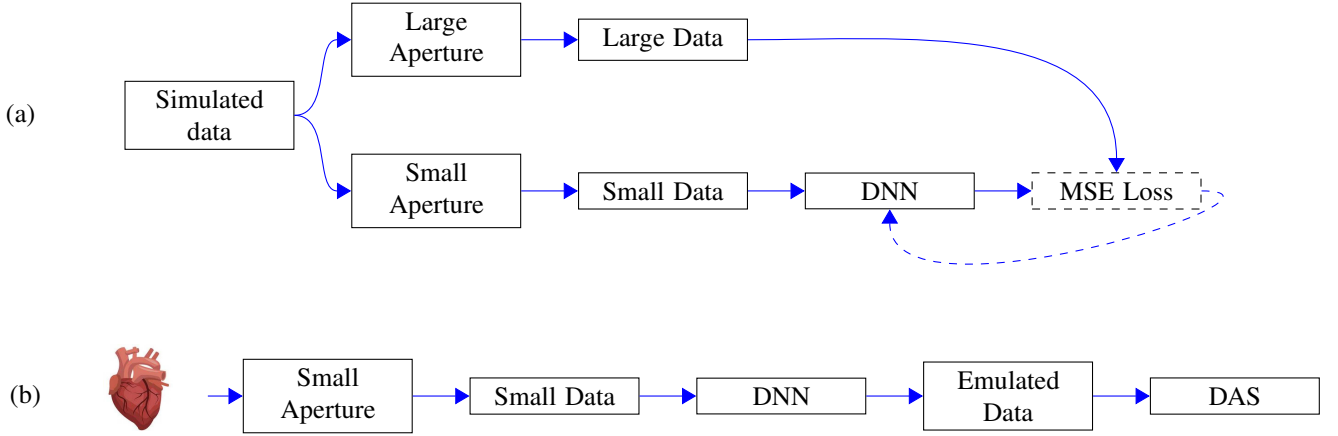 Large
Aperture
Large Data
(a)
Simulated
data
Small
Aperture
Small Data
DNN
MSE Loss
(b)
Small
Aperture
Small Data
DNN
Emulated
Data
DAS